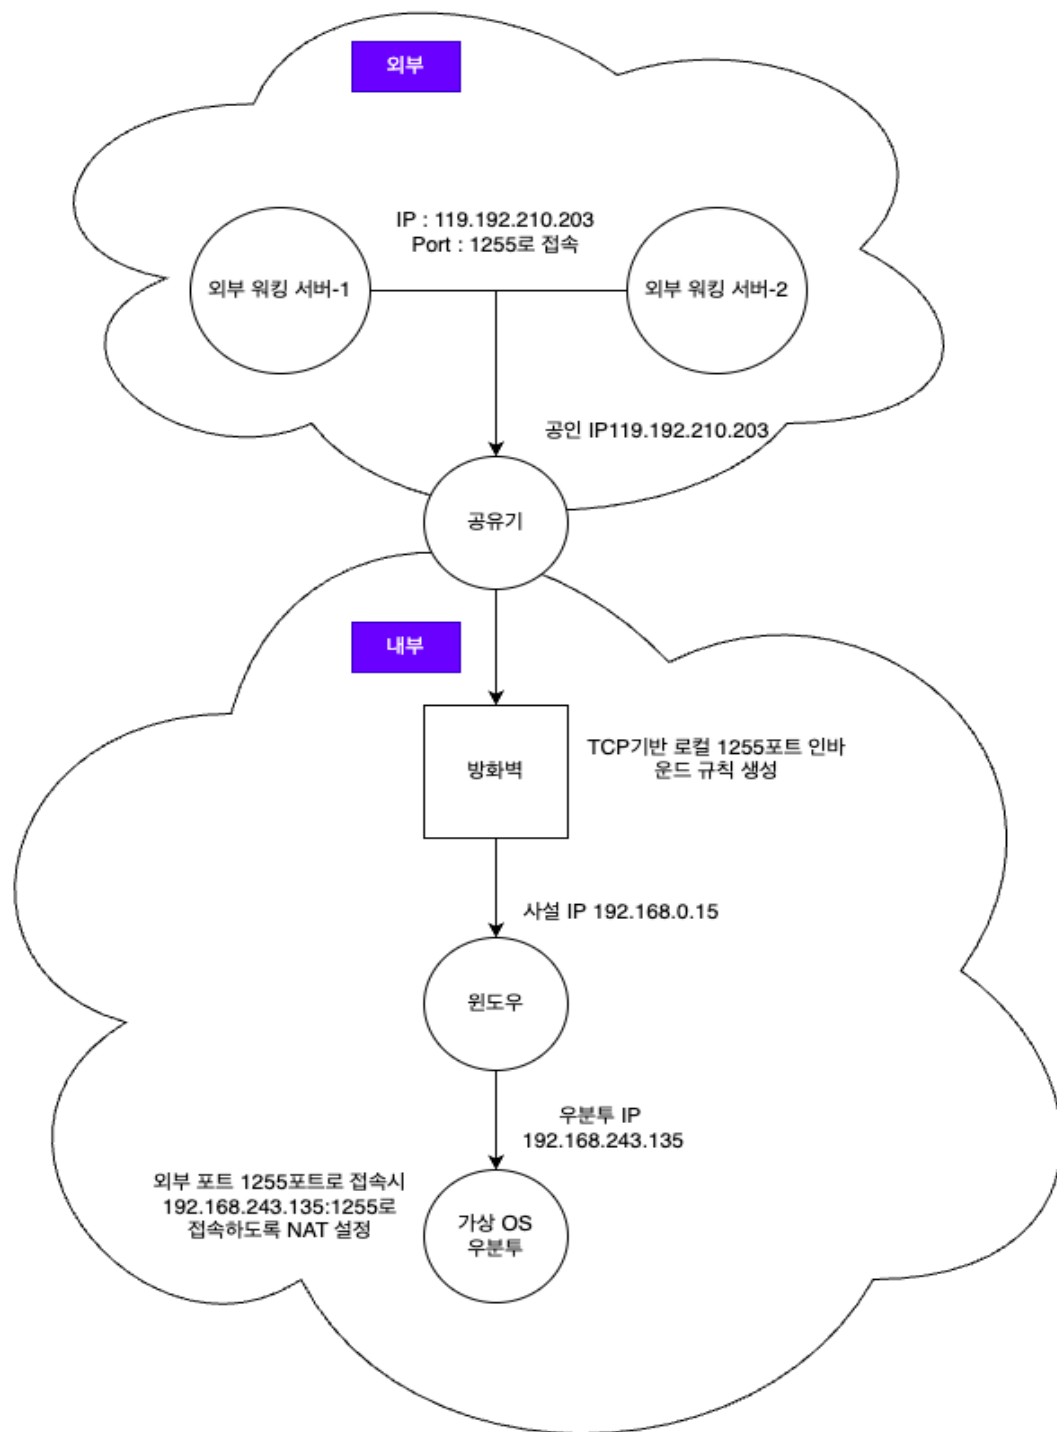 외부
IP : 119.192.210.203
Port : 1255로 접속
외부 워킹 서버-1
외부 워킹 서버-2
공인 IP119.192.210.203
공유기
내부
방화벽
TCP기반 로컬 1255포트 인바
운드 규칙 생성
사설 IP 192.168.0.15
윈도우
우분투 IP
192.168.243.135
외부 포트 1255포트로 접속시
192.168.243.135:1255로
접속하도록 NAT 설정
가상 OS
우분투